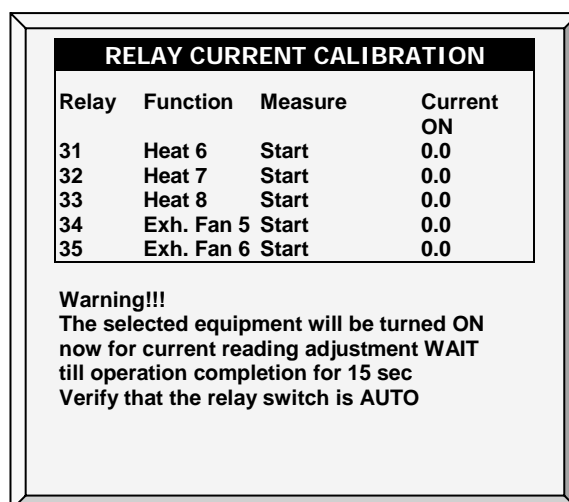 RELAY CURRENT CALIBRATION
Relay Function Measure Current
ON
31 Heat 6 Start 0.0
32 Heat 7 Start 0.0
33 Heat 8 Start 0.0
34 Exh. Fan 5 Start 0.0
35 Exh. Fan 6 Start 0.0
Warning!!!
The selected equipment will be turned ON
now for current reading adjustment WAIT
till operation completion for 15 sec
Verify that the relay switch is AUTO